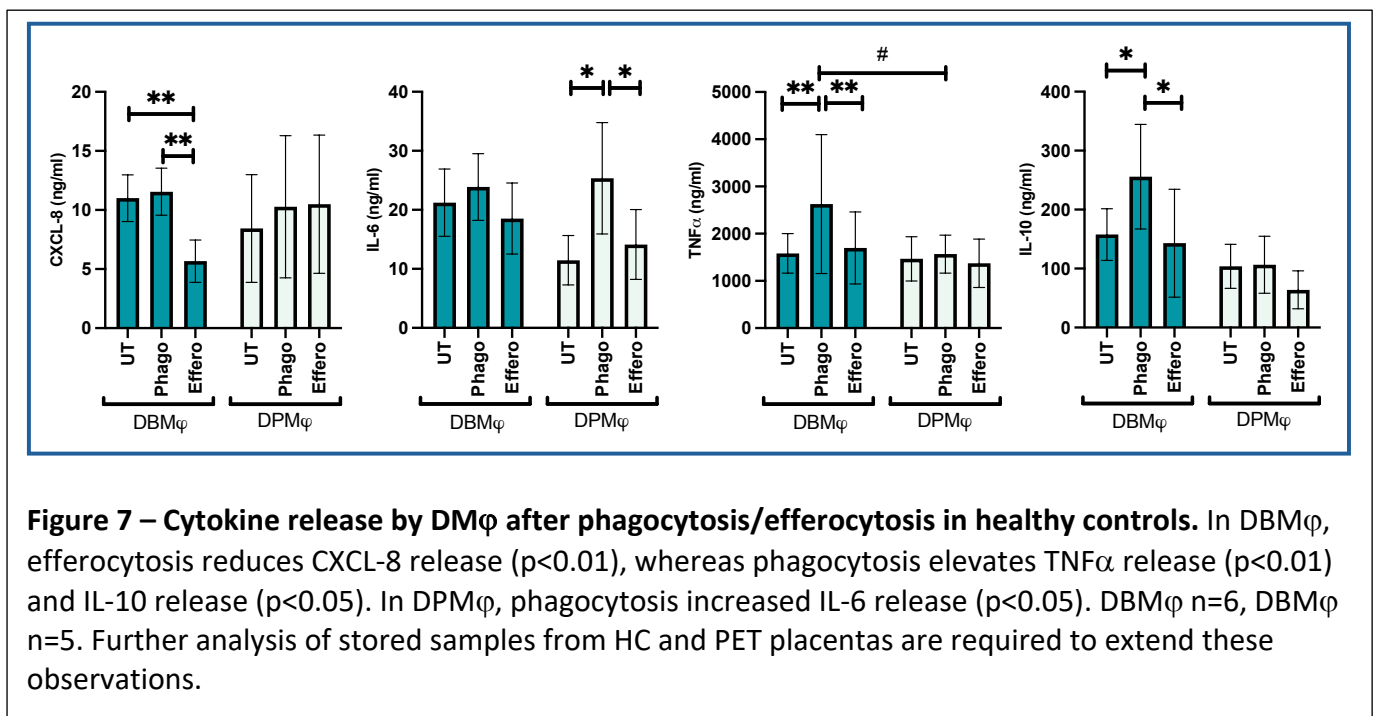 #
*
*
** ** ** *
** *
20 40 5000 400
15 30 4000 300
3000
10 20 200
2000
5 10 100
1000
0 0 0 0
CXCL-8 (ng/ml) IL-6 (ng/ml) TNFα (ng/ml) IL-10 (ng/ml)
UT Phago Effero UT Phago Effero UT Phago Effero UT Phago Effero UT Phago Effero UT Phago Effero UT Phago Effero UT Phago Effero
DBMφ DPMφ DBMφ DPMφ DBMφ DPMφ DBMφ DPMφ
Figure 7 – Cytokine release by DMφ after phagocytosis/efferocytosis in healthy controls. In DBMφ,
efferocytosis reduces CXCL-8 release (p<0.01), whereas phagocytosis elevates TNFα release (p<0.01)
and IL-10 release (p<0.05). In DPMφ, phagocytosis increased IL-6 release (p<0.05). DBMφ n=6, DBMφ
n=5. Further analysis of stored samples from HC and PET placentas are required to extend these
observations.